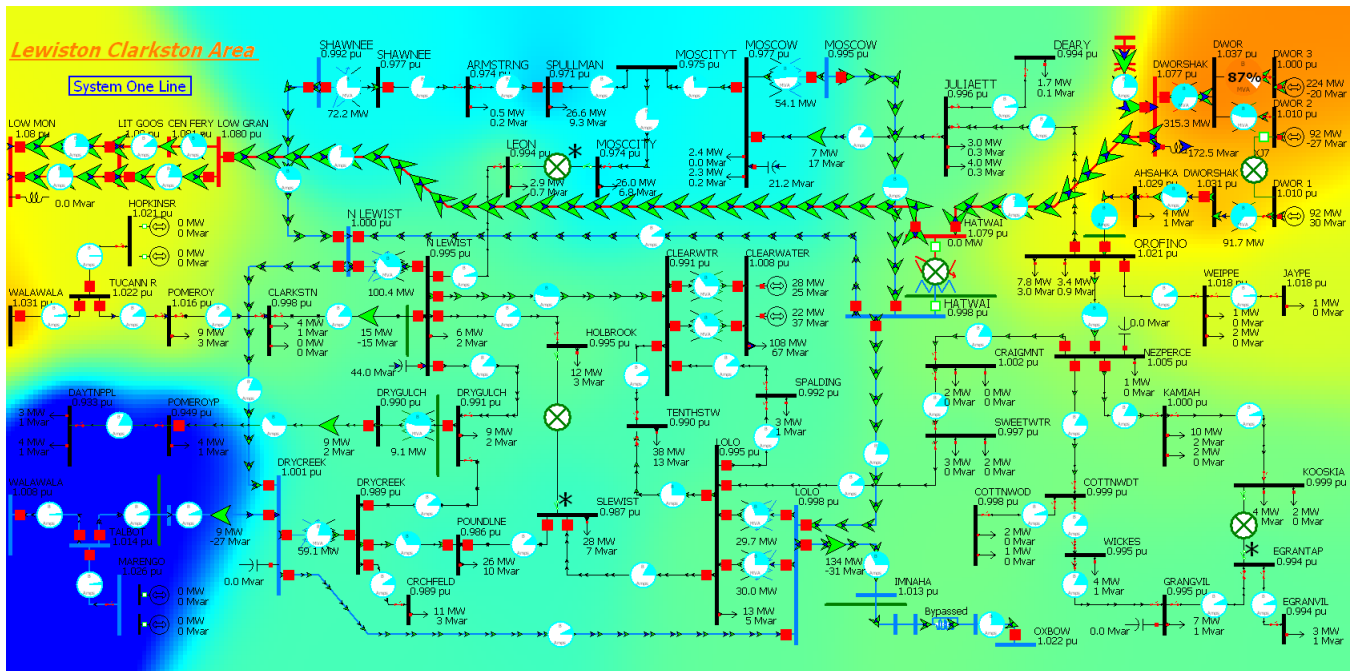 Lewiston Clarkston Area
System One Line
SHAWNEE
0.992 pu
SHAWNEE
0.977 pu
72.2 MW
ARMSTRNG
0.974 pu
0.5 MW
0.2 Mvar
SPULLMAN
0.971 pu
26.6 MW
9.3 Mvar
MOSCITYT
0.975 pu
MOSCOW
0.977 pu
MOSCOW
0.995 pu
54.1 MW
2.4 MW
0.0 Mvar
2.3 MW
0.2 Mvar
21.2 Mvar
7 MW
17 Mvar
DEARY
0.994 pu
1.7 MW
0.1 Mvar
JULIAETT
0.996 pu
3.0 MW
0.3 Mvar
4.0 MW
0.3 Mvar
DWORSHAK
1.077 pu
315.3 MW
172.5 Mvar
DWOR
1.037 pu
87%
MVA
DWOR 3
1.000 pu
224 MW
-20 Mvar
DWOR 2
1.010 pu
92 MW
-27 Mvar
DWOR 1
1.010 pu
92 MW
30 Mvar
AHSAHKA
1.029 pu
4 MW
1 Mvar
DWORSHAK
1.031 pu
91.7 MW
LOW MON
1.08 pu
LIT GOOS
CEN FERY
LOW GRAN
1.080 pu
0.0 Mvar
LEON
0.994 pu
2.9 MW
0.7 Mvar
MOSCCITY
0.974 pu
26.0 MW
6.8 Mvar
HOPKINSR
1.021 pu
0 MW
0 Mvar
0 MW
0 Mvar
N LEWIST
1.000 pu
N LEWIST
0.995 pu
100.4 MW
6 MW
2 Mvar
44.0 Mvar
HATWAI
1.079 pu
0.0 MW
HATWAI
0.998 pu
OROFINO
1.021 pu
7.8 MW
3.0 Mvar
3.4 MW
0.9 Mvar
WEIPPE
1.018 pu
1 MW
0 Mvar
2 MW
0 Mvar
JAYPE
1.018 pu
1 MW
0 Mvar
WALAWALA
1.031 pu
TUCANN R
1.022 pu
POMEROY
1.016 pu
9 MW
3 Mvar
CLARKSTN
0.998 pu
4 MW
1 Mvar
0 MW
0 Mvar
15 MW
-15 Mvar
CLEARWTR
0.991 pu
CLEARWATER
1.008 pu
28 MW
25 Mvar
22 MW
37 Mvar
108 MW
67 Mvar
HOLBROOK
0.995 pu
12 MW
3 Mvar
SPALDING
0.992 pu
3 MW
1 Mvar
TENTHSTW
0.990 pu
38 MW
13 Mvar
CRAIGMNT
1.002 pu
2 MW
0 Mvar
0 MW
0 Mvar
SWEETWTR
0.997 pu
3 MW
0 Mvar
2 MW
0 Mvar
0.0 Mvar
NEZPERCE
1.005 pu
1 MW
0 Mvar
KAMIAH
1.000 pu
10 MW
2 Mvar
2 MW
0 Mvar
KOOSKIA
0.999 pu
4 MW
1 Mvar
2 MW
0 Mvar
DAYTNPPL
0.933 pu
3 MW
1 Mvar
4 MW
1 Mvar
POMEROYP
0.949 pu
4 MW
1 Mvar
9 MW
2 Mvar
DRYGULCH
0.990 pu
9.1 MW
DRYGULCH
0.991 pu
9 MW
2 Mvar
WALAWALA
TALBOT
1.014 pu
MARENGO
1.026 pu
0 MW
0 Mvar
0 MW
0 Mvar
9 MW
-27 Mvar
DRYCREEK
1.001 pu
59.1 MW
0.0 Mvar
DRYCREEK
0.989 pu
POUNDLNE
0.986 pu
26 MW
10 Mvar
CRCHFELD
0.989 pu
11 MW
3 Mvar
SLEWIST
0.987 pu
28 MW
7 Mvar
LOLO
0.995 pu
LOLO
0.998 pu
29.7 MW
30.0 MW
13 MW
5 Mvar
134 MW
-31 Mvar
IMNAHA
1.013 pu
Bypassed
OXBOW
1.022 pu
COTTNWOD
0.998 pu
2 MW
0 Mvar
1 MW
0 Mvar
COTTNWDT
0.999 pu
WICKES
0.995 pu
4 MW
1 Mvar
GRANGVIL
0.995 pu
7 MW
1 Mvar
0.0 Mvar
EGRANTAP
0.994 pu
EGRANVIL
0.994 pu
3 MW
1 Mvar